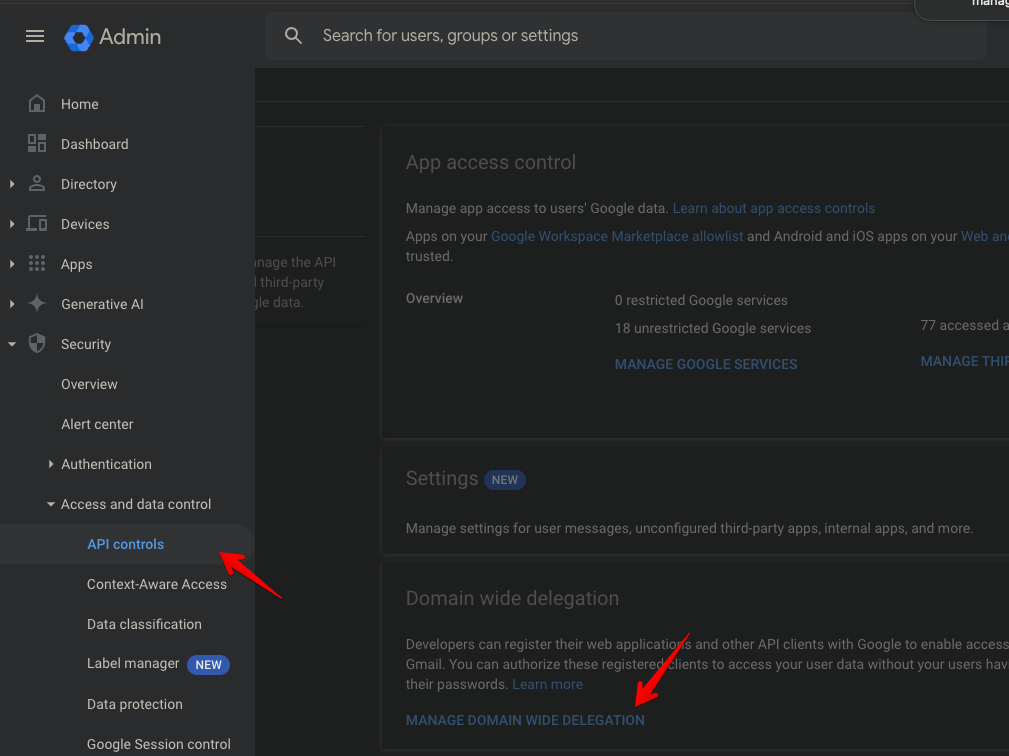 manag
Admin
Search for users, groups or settings
Home
Dashboard
Directory
Devices
Apps
Generative AI
Security
Overview
Alert center
Authentication
Access and data control
API controls
Context-Aware Access
Data classification
Label manager NEW
Data protection
Google Session control
anage the API
l third-party
gle data.
App access control
Manage app access to users' Google data. Learn about app access controls
Apps on your Google Workspace Marketplace allowlist and Android and iOS apps on your Web an
trusted.
Overview
0 restricted Google services
18 unrestricted Google services
MANAGE GOOGLE SERVICES
77 accessed a
MANAGE THIR
Settings NEW
Manage settings for user messages, unconfigured third-party apps, internal apps, and more.
Domain wide delegation
Developers can register their web applications and other API clients with Google to enable access
Gmail. You can authorize these registered clients to access your user data without your users hav
their passwords. Learn more
MANAGE DOMAIN WIDE DELEGATION